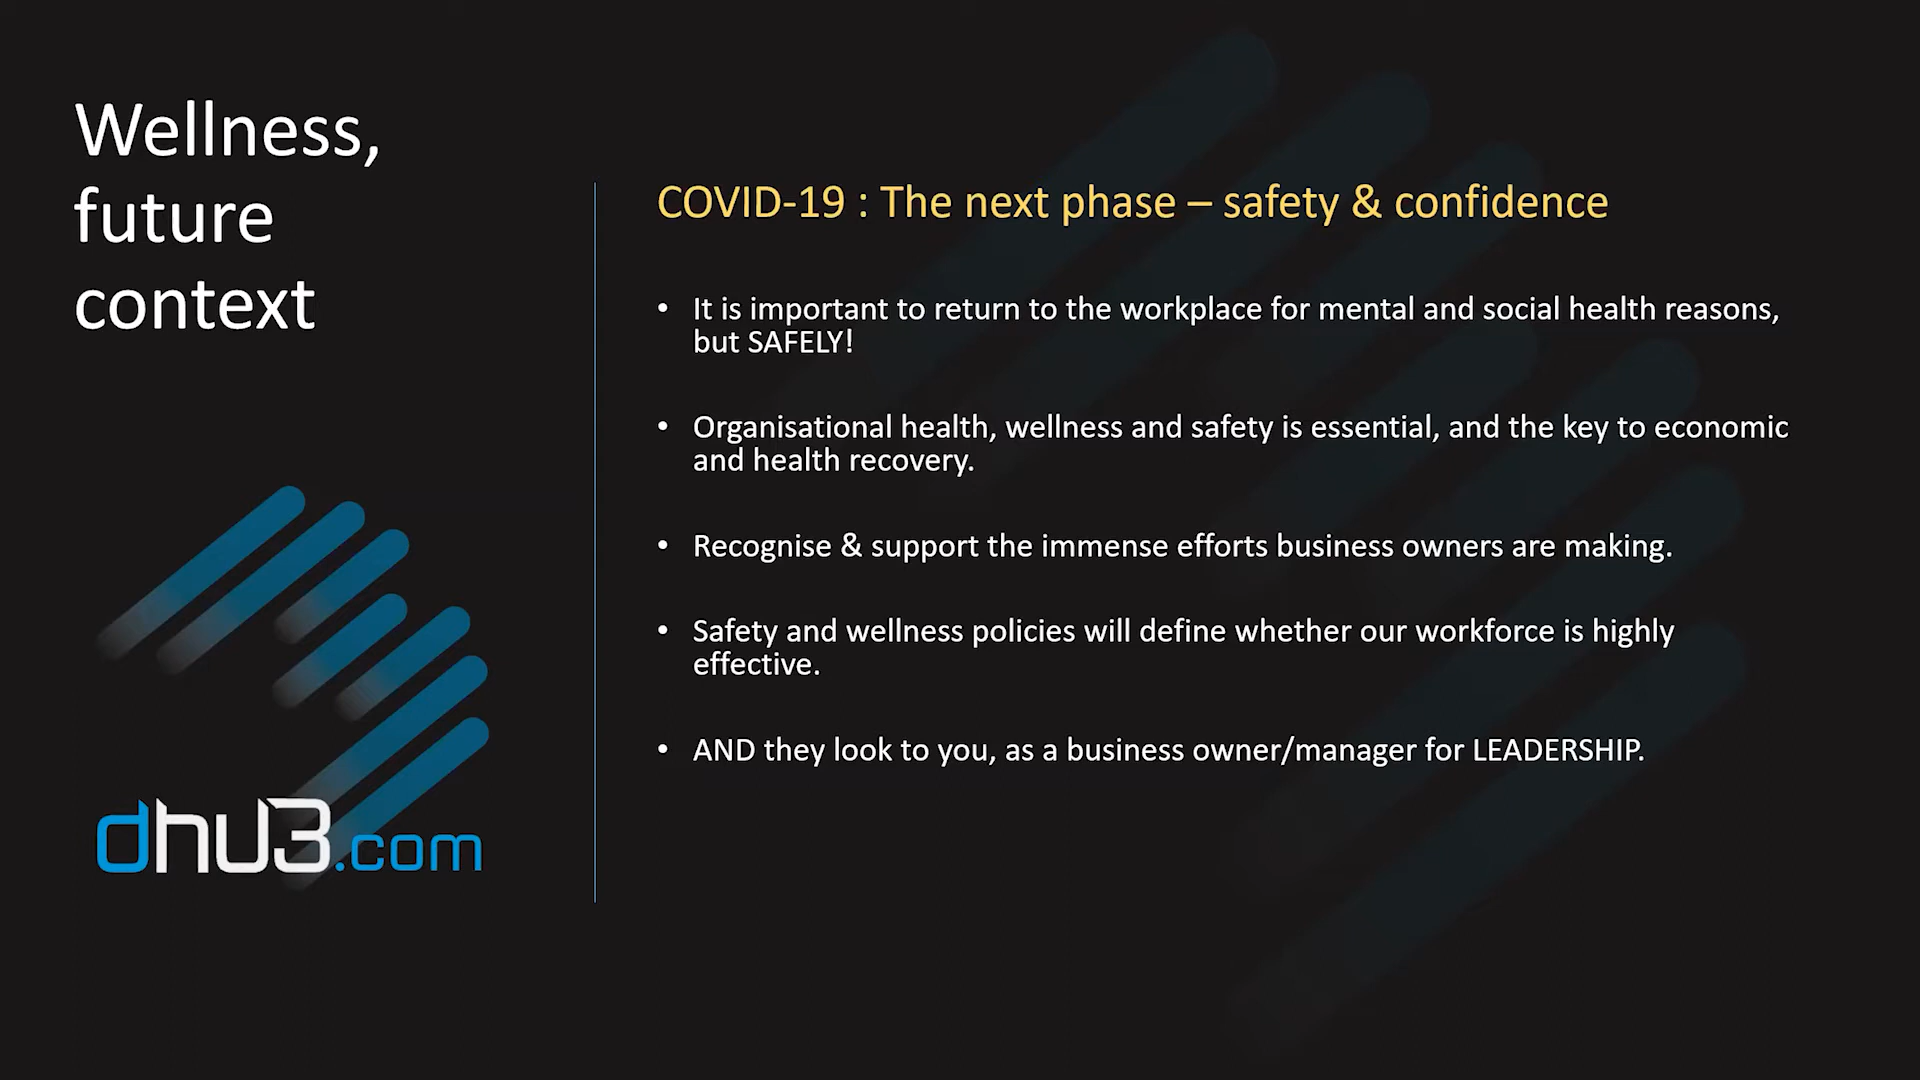 Wellness,
future
context
dhu3.com
COVID-19 : The next phase – safety & confidence
• It is important to return to the workplace for mental and social health reasons,
but SAFELY!
• Organisational health, wellness and safety is essential, and the key to economic
and health recovery.
• Recognise & support the immense efforts business owners are making.
• Safety and wellness policies will define whether our workforce is highly
effective.
• AND they look to you, as a business owner/manager for LEADERSHIP.